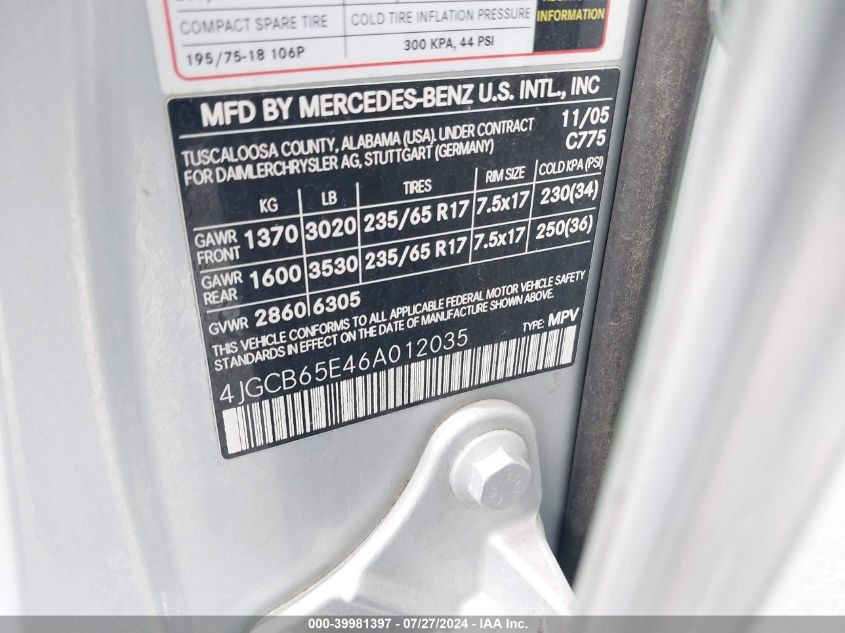 COMPACT SPARE TIRE COLD TIRE INFLATION PRESSURE
INFORMATION
195/75-18 106P 300 KPA, 44 PSI
MFD BY MERCEDES-BENZ U.S. INTL., INC
TUSCALOOSA COUNTY, ALABAMA (USA), UNDER CONTRACT 11/05
FOR DAIMLERCHRYSLER AG, STUTTGART (GERMANY) C775
KG LB TIRES RIM SIZE COLD KPA (PSI)
GAWR FRONT 1370 3020 235/65 R17 7.5x17 230(34)
GAWR REAR 1600 3530 235/65 R17 7.5x17 250(36)
GVWR 2860 6305
THIS VEHICLE CONFORMS TO ALL APPLICABLE FEDERAL MOTOR VEHICLE SAFETY
STANDARDS IN EFFECT ON THE DATE OF MANUFACTURE SHOWN ABOVE.
4JGCB65E46A012035 TYPE: MPV
000-39981397 - 07/27/2024 - IAA Inc.